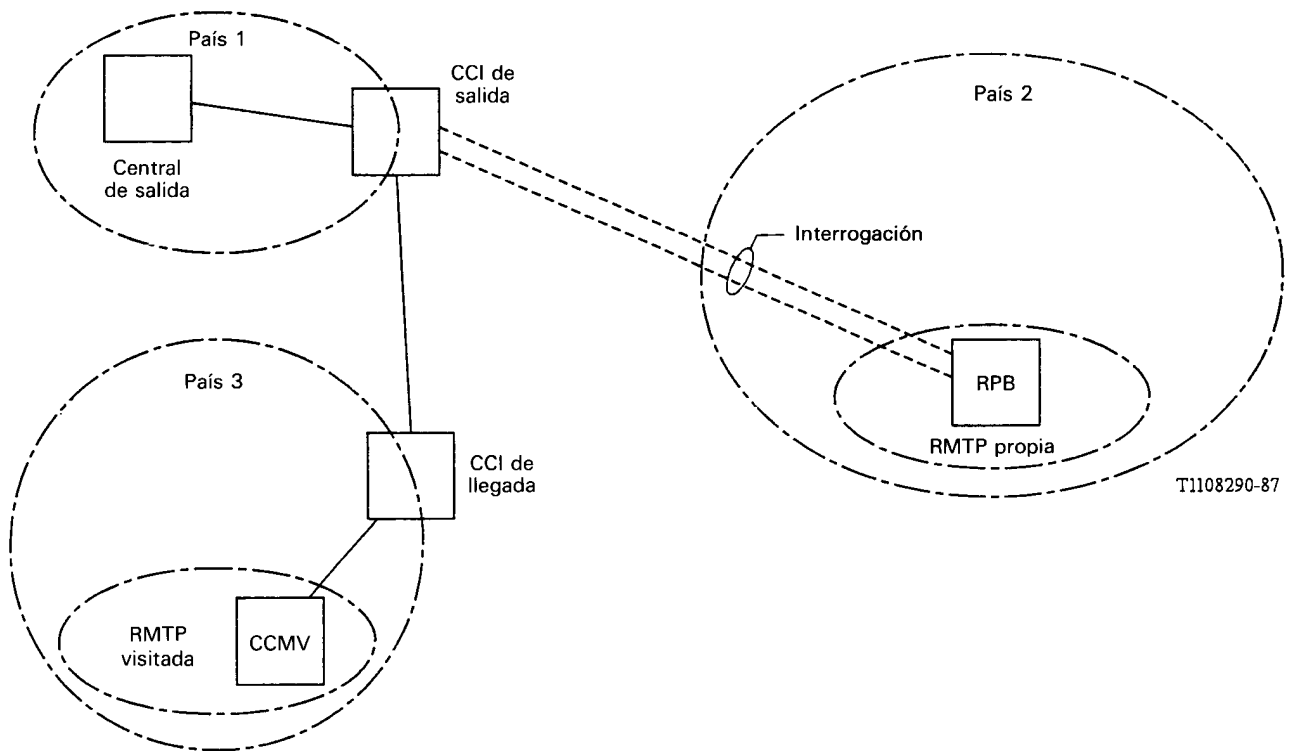 País 1
CCI de
salida
Central
de salida
País 2
Interrogación
RPB
RMTP propia
T1108290-87
País 3
CCI de
llegada
RMTP
visitada
CCMV